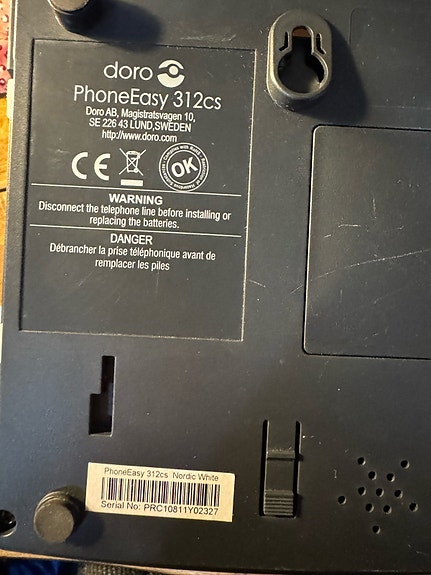 doro
PhoneEasy 312cs
Doro AB, Magistratsvagen 10,
SE 226 43 LUND,SWEDEN
http://www.doro.com
CE
OK
WARNING
Disconnect the telephone line before installing or
replacing the batteries.
DANGER
Débrancher la prise téléphonique avant de
remplacer les piles
PhoneEasy 312cs Nordic White
Serial No: PRC10811Y02327